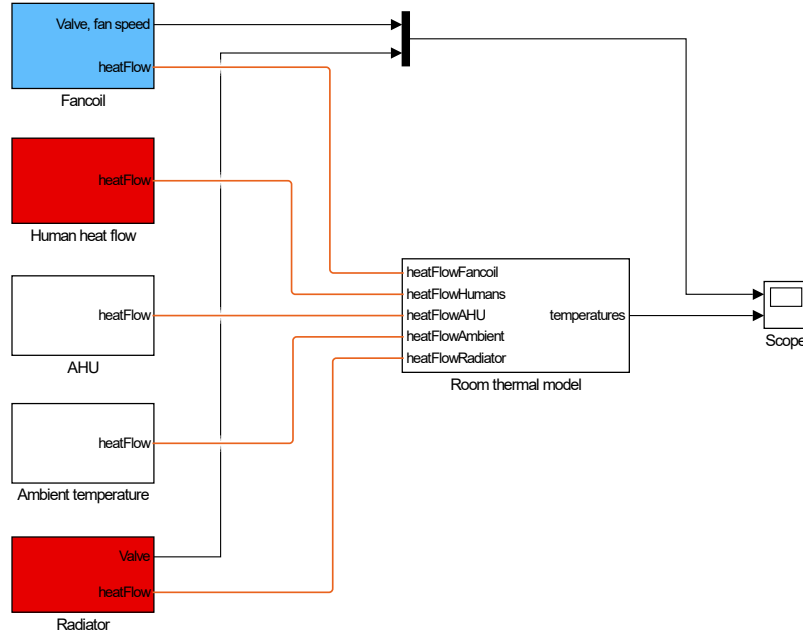 Valve, fan speed
heatFlow
Fancoil
heatFlow
Human heat flow
heatFlow
AHU
heatFlow
Ambient temperature
Valve
heatFlow
Radiator
heatFlowFancoil
heatFlowHumans
heatFlowAHU
heatFlowAmbient
heatFlowRadiator
temperatures
Room thermal model
Scope